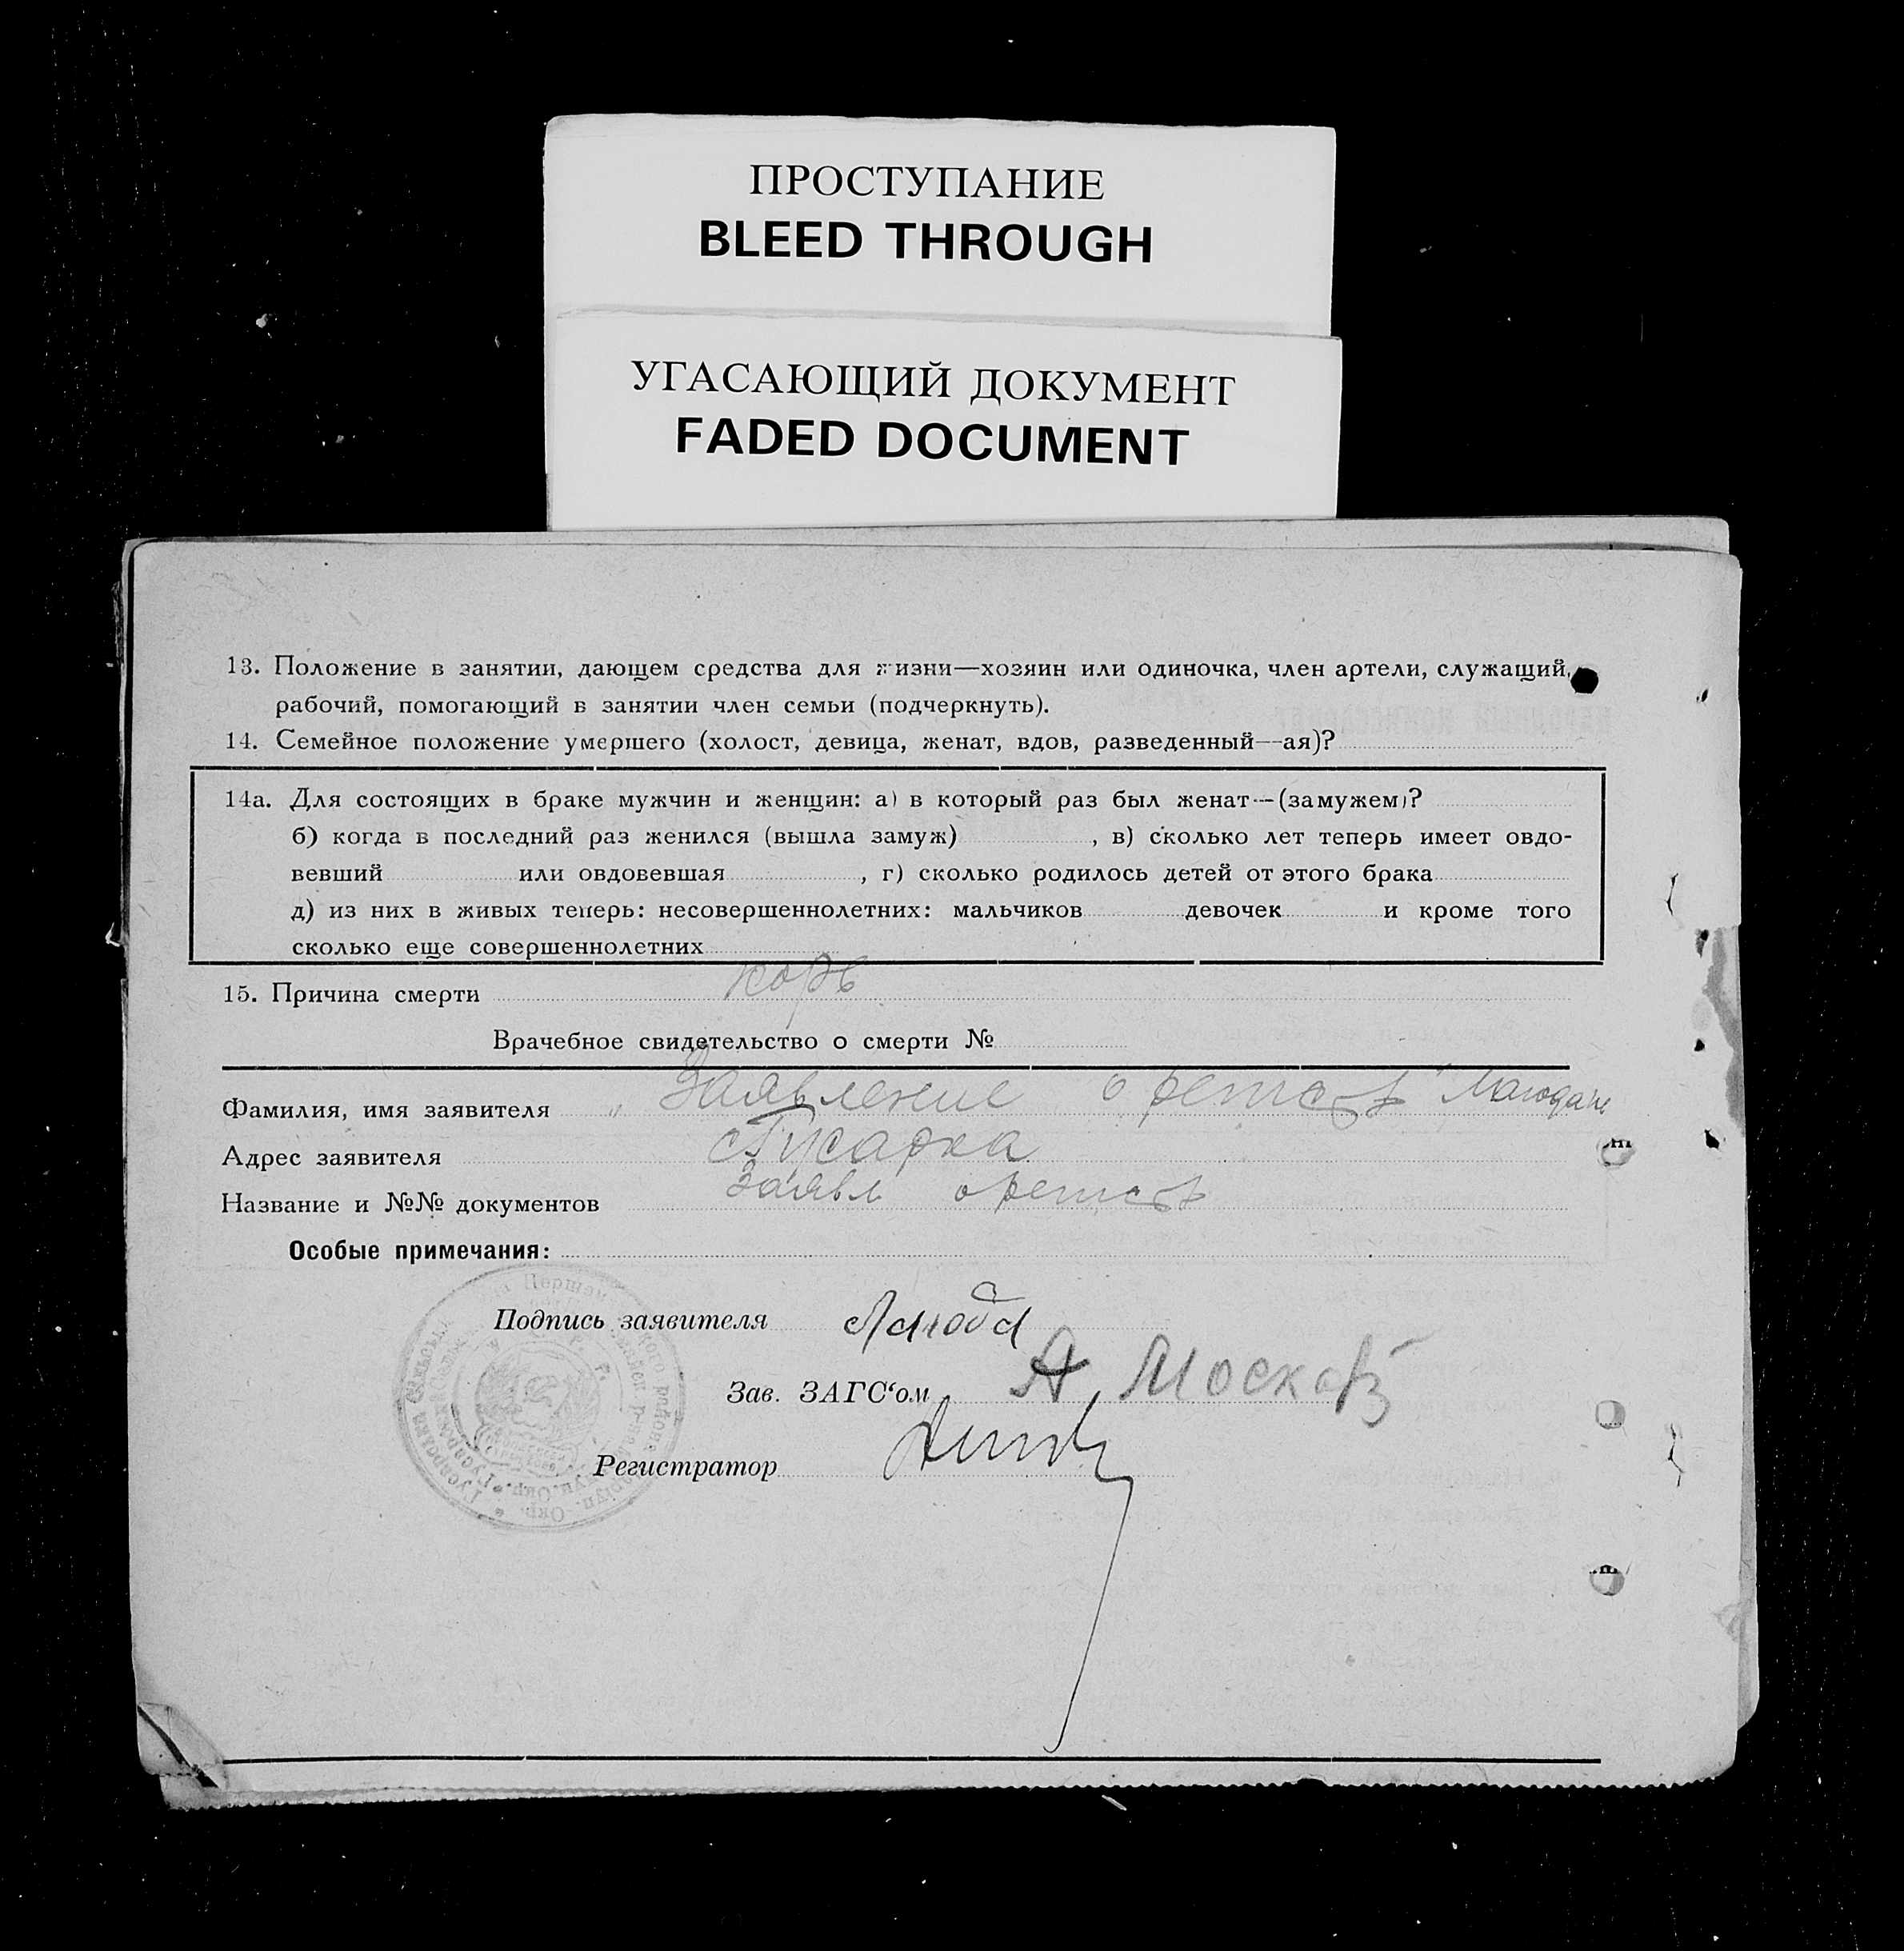 ПРОСТУПАНИЕ
BLEED THROUGH
УГАСАЮЩИЙ ДОКУМЕНТ
FADED DOCUMENT
13. Положение в занятии, дающем средства для жизни—хозяин или одиночка, член артели, служащий,
рабочий, помогающий в занятии член семьи (подчеркнуть).
14. Семейное положение умершего (холост, девица, женат, вдов, разведенный—ая)?
14а. Для состоящих в браке мужчин и женщин: а) в который раз был женат—(замужем)?
б) когда в последний раз женился (вышла замуж) , в) сколько лет теперь имеет овдо-
вевший или овдовевшая , г) сколько родилось детей от этого брака
д) из них в живых теперь: несовершеннолетних: мальчиков девочек и кроме того
сколько еще совершеннолетних
15. Причина смерти корь
Врачебное свидетельство о смерти №
Фамилия, имя заявителя Заявление
Адрес заявителя с Гусарка
Название и №№ документов Заявл
Особые примечания:
Подпись заявителя
Зав. ЗАГС‘ом А
Регистратор